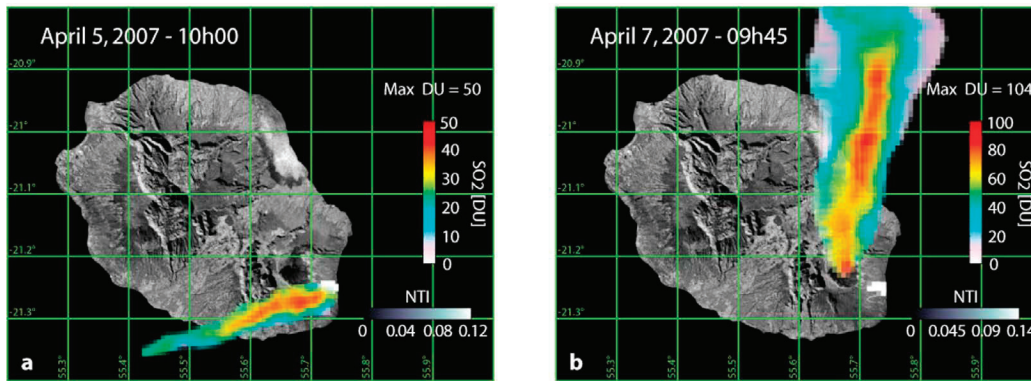 April 5, 2007 - 10h00
-20.9°
Max DU = 50
50
-21°
40
30
SO2 [DU]
-21.1°
20
10
-21.2°
0
NTI
-21.3°
0 0.04 0.08 0.12
a
55.3° 55.4° 55.5° 55.6° 55.7° 55.8° 55.9°
April 7, 2007 - 09h45
-20.9°
Max DU = 104
100
-21°
80
60
SO2 [DU]
-21.1°
40
20
-21.2°
0
NTI
-21.3°
0 0.045 0.09 0.14
b
55.3° 55.4° 55.5° 55.6° 55.7° 55.8° 55.9°